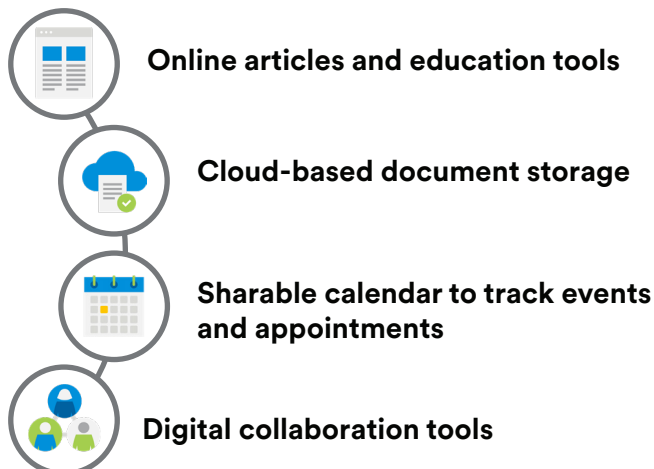 Online articles and education tools
Cloud-based document storage
Sharable calendar to track events
and appointments
Digital collaboration tools